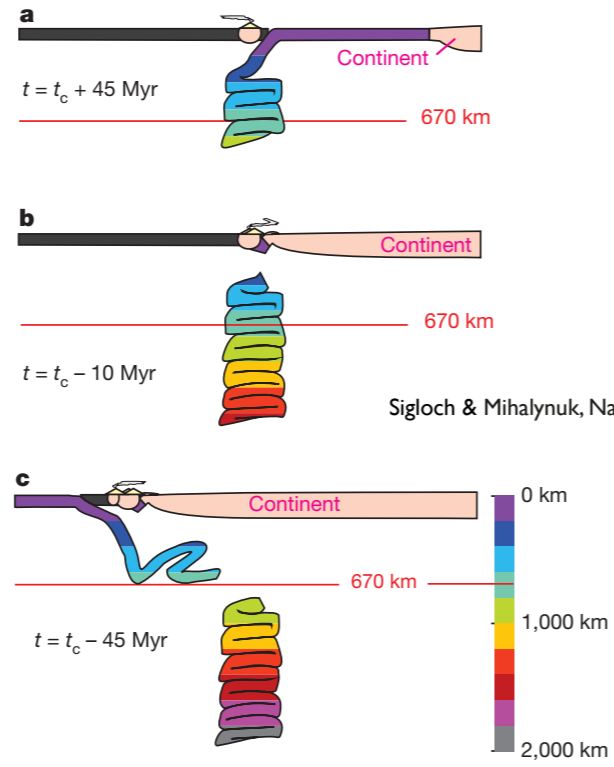 a
Continent
t = tc + 45 Myr
670 km
b
Continent
670 km
t = tc – 10 Myr
Sigloch & Mihalynuk, Na
c
Continent
0 km
670 km
1,000 km
t = tc – 45 Myr
2,000 km